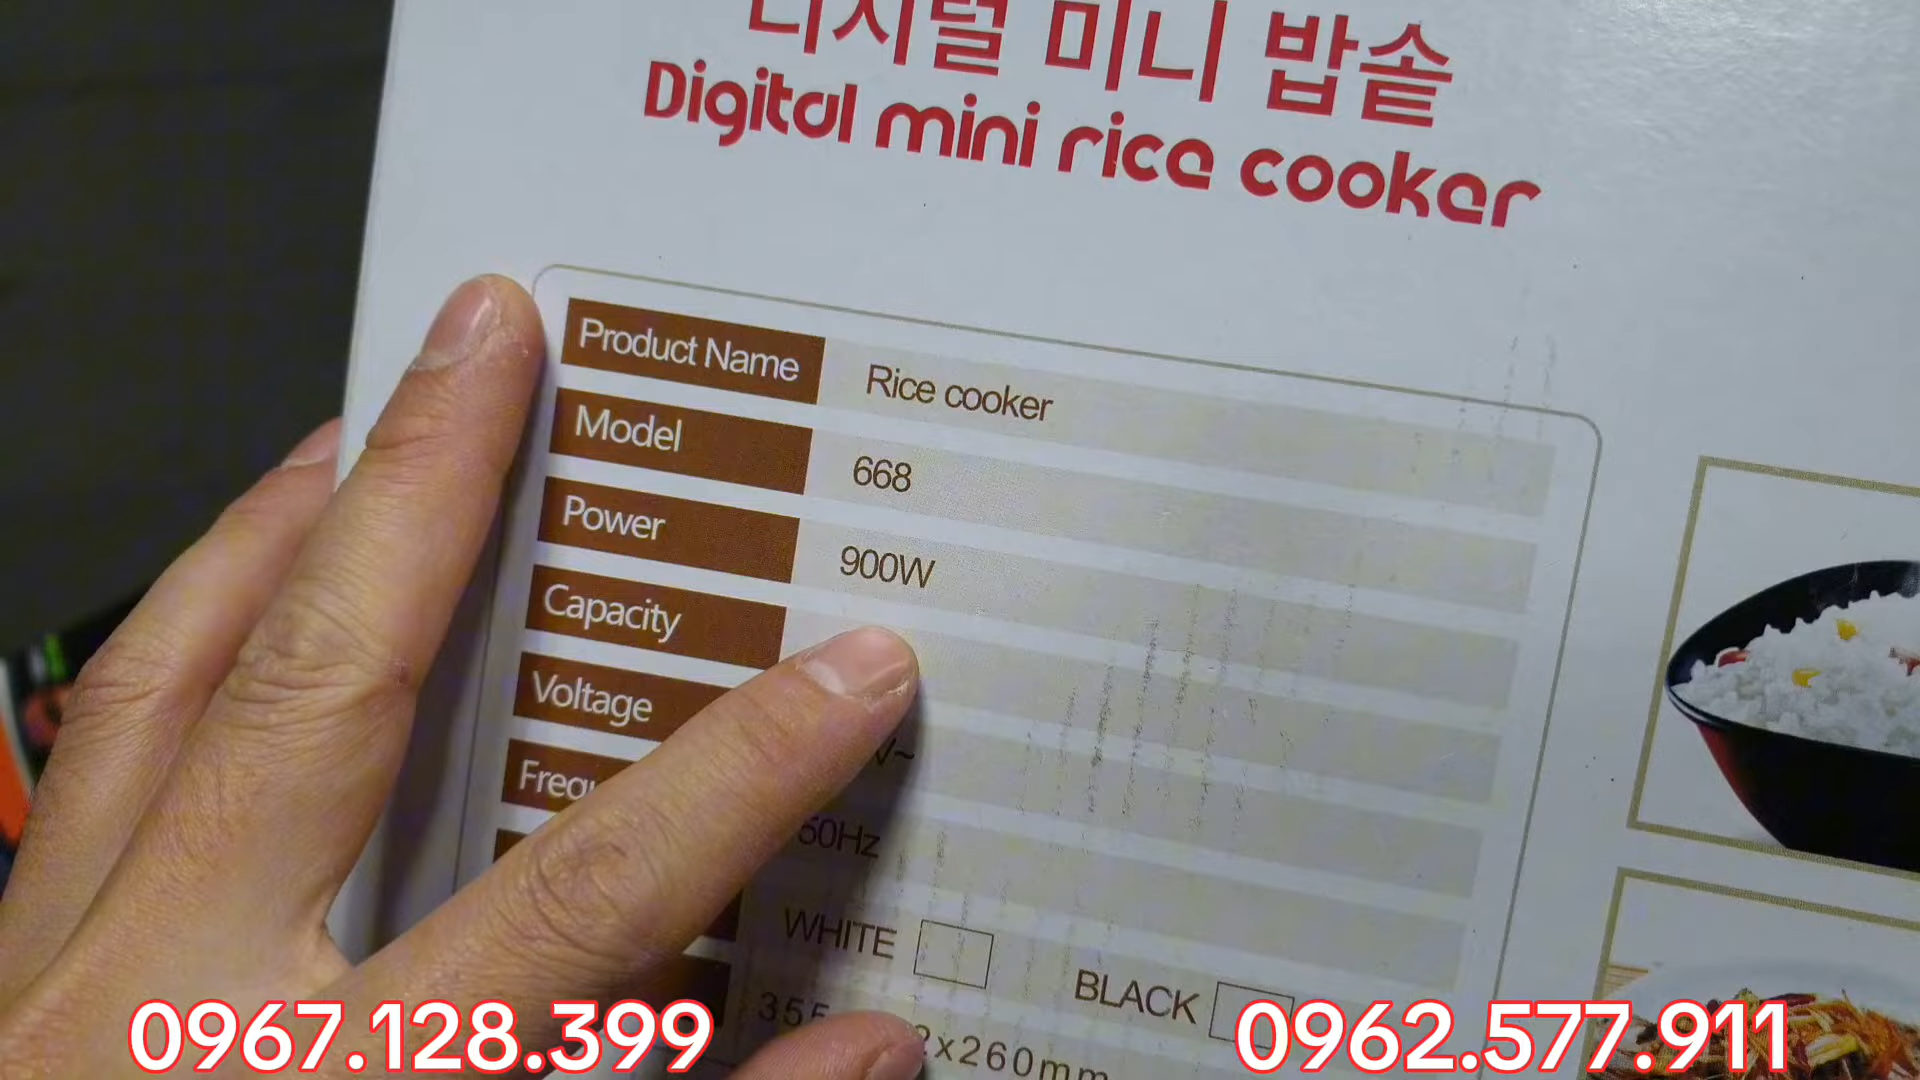 디지털 미니 밥솥
Digital mini rice cooker
Product Name Rice cooker
Model 668
Power 900W
Capacity
Voltage V~
50Hz
WHITE BLACK
x260mm
0967.128.399 0962.577.911